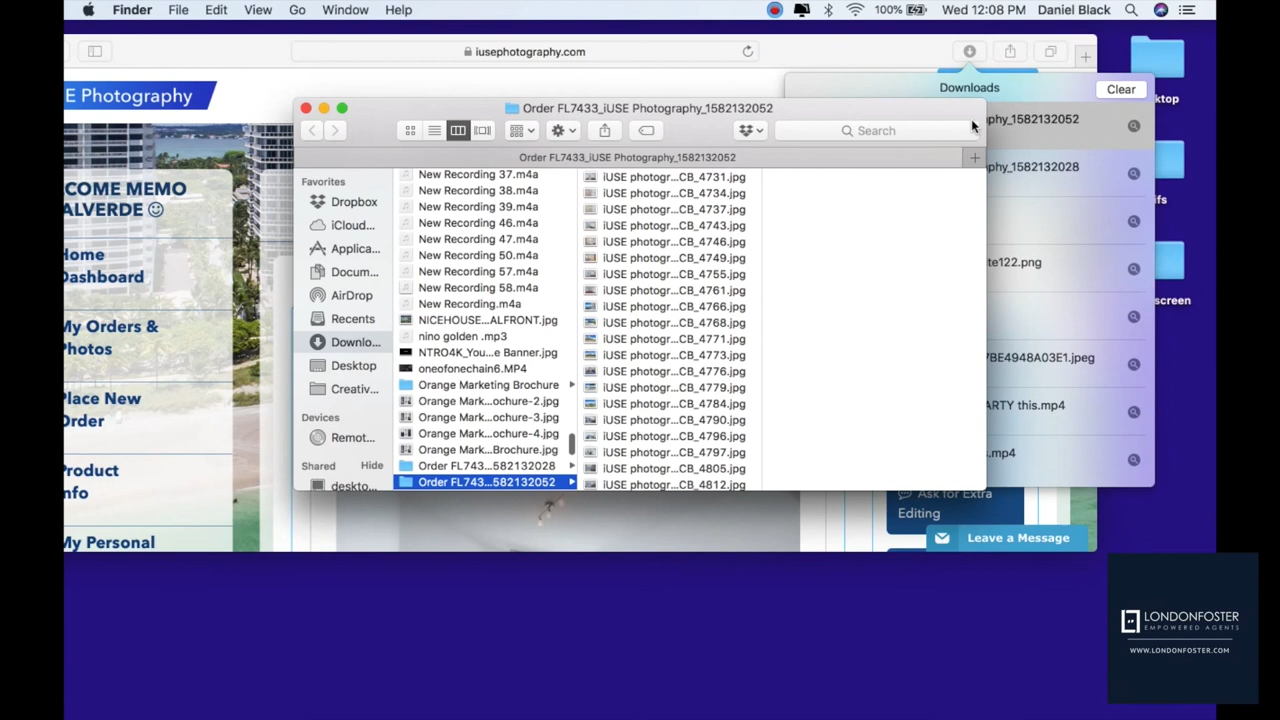 Finder File Edit View Go Window Help 100% Wed 12:08 PM Daniel Black
iusephotography.com
E Photography
COME MEMO
ALVERDE
Home
Dashboard
My Orders &
Photos
Place New
Order
Product
Info
My Personal
Downloads
Clear
phy_1582132052
phy_1582132028
te122.png
7BE4948A03E1.jpeg
ARTY this.mp4
s.mp4
Order FL7433_iUSE Photography_1582132052
Search
Order FL7433_iUSE Photography_1582132052
Favorites
Dropbox
iCloud...
Applica...
Docum...
AirDrop
Recents
Downlo...
Desktop
Creativ...
Devices
Remot...
Shared Hide
deskto...
New Recording 37.m4a
New Recording 38.m4a
New Recording 39.m4a
New Recording 46.m4a
New Recording 47.m4a
New Recording 50.m4a
New Recording 57.m4a
New Recording 58.m4a
New Recording.m4a
NICEHOUSE...ALFRONT.jpg
nino golden .mp3
NTRO4K_You...e Banner.jpg
oneofonechain6.MP4
Orange Marketing Brochure
Orange Mark...ochure-2.jpg
Orange Mark...ochure-3.jpg
Orange Mark...ochure-4.jpg
Orange Mark...Brochure.jpg
Order FL743...582132028
Order FL743...582132052
iUSE photogr...CB_4731.jpg
iUSE photogr...CB_4734.jpg
iUSE photogr...CB_4737.jpg
iUSE photogr...CB_4743.jpg
iUSE photogr...CB_4746.jpg
iUSE photogr...CB_4749.jpg
iUSE photogr...CB_4755.jpg
iUSE photogr...CB_4761.jpg
iUSE photogr...CB_4766.jpg
iUSE photogr...CB_4768.jpg
iUSE photogr...CB_4771.jpg
iUSE photogr...CB_4773.jpg
iUSE photogr...CB_4776.jpg
iUSE photogr...CB_4779.jpg
iUSE photogr...CB_4784.jpg
iUSE photogr...CB_4790.jpg
iUSE photogr...CB_4796.jpg
iUSE photogr...CB_4797.jpg
iUSE photogr...CB_4805.jpg
iUSE photogr...CB_4812.jpg
ktop
ifs
screen
Ask for Extra
Editing
Leave a Message
LONDONFOSTER
EMPOWERED AGENTS
WWW.LONDONFOSTER.COM